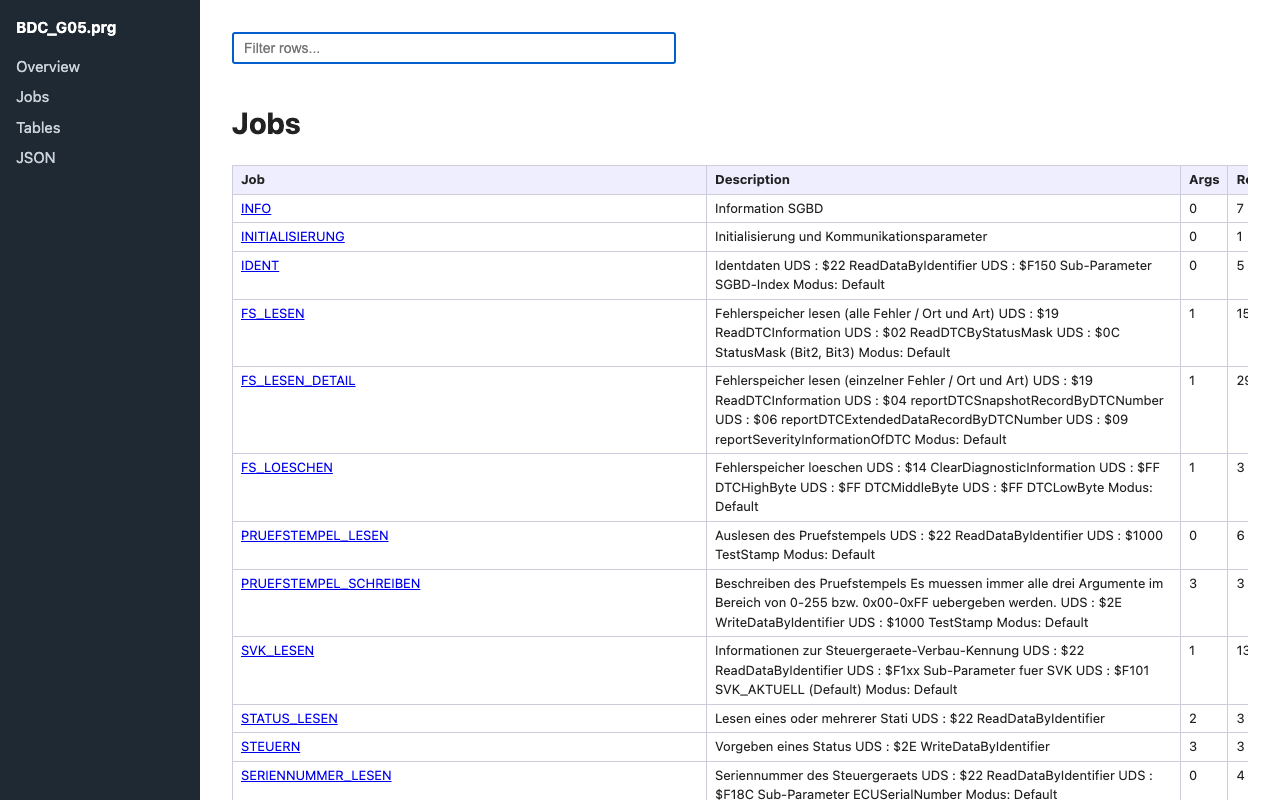 BDC_G05.prg
Overview
Jobs
Tables
JSON
Filter rows...
Jobs
Job Description Args Re
INFO Information SGBD 0 7
INITIALISIERUNG Initialisierung und Kommunikationsparameter 0 1
IDENT Identdaten UDS : $22 ReadDataByIdentifier UDS : $F150 Sub-Parameter 0 5
SGBD-Index Modus: Default
FS_LESEN Fehlerspeicher lesen (alle Fehler / Ort und Art) UDS : $19 1 15
ReadDTCInformation UDS : $02 ReadDTCByStatusMask UDS : $0C
StatusMask (Bit2, Bit3) Modus: Default
FS_LESEN_DETAIL Fehlerspeicher lesen (einzelner Fehler / Ort und Art) UDS : $19 1 29
ReadDTCInformation UDS : $04 reportDTCSnapshotRecordByDTCNumber
UDS : $06 reportDTCExtendedDataRecordByDTCNumber UDS : $09
reportSeverityInformationOfDTC Modus: Default
FS_LOESCHEN Fehlerspeicher loeschen UDS : $14 ClearDiagnosticInformation UDS : $FF 1 3
DTCHighByte UDS : $FF DTCMiddleByte UDS : $FF DTCLowByte Modus:
Default
PRUEFSTEMPEL_LESEN Auslesen des Pruefstempels UDS : $22 ReadDataByIdentifier UDS : $1000 0 6
TestStamp Modus: Default
PRUEFSTEMPEL_SCHREIBEN Beschreiben des Pruefstempels Es muessen immer alle drei Argumente im 3 3
Bereich von 0-255 bzw. 0x00-0xFF uebergeben werden. UDS : $2E
WriteDataByIdentifier UDS : $1000 TestStamp Modus: Default
SVK_LESEN Informationen zur Steuergeraete-Verbau-Kennung UDS : $22 1 13
ReadDataByIdentifier UDS : $F1xx Sub-Parameter fuer SVK UDS : $F101
SVK_AKTUELL (Default) Modus: Default
STATUS_LESEN Lesen eines oder mehrerer Stati UDS : $22 ReadDataByIdentifier 2 3
STEUERN Vorgeben eines Status UDS : $2E WriteDataByIdentifier 3 3
SERIENNUMMER_LESEN Seriennummer des Steuergeraets UDS : $22 ReadDataByIdentifier UDS : 0 4
$F18C Sub-Parameter ECUSerialNumber Modus: Default